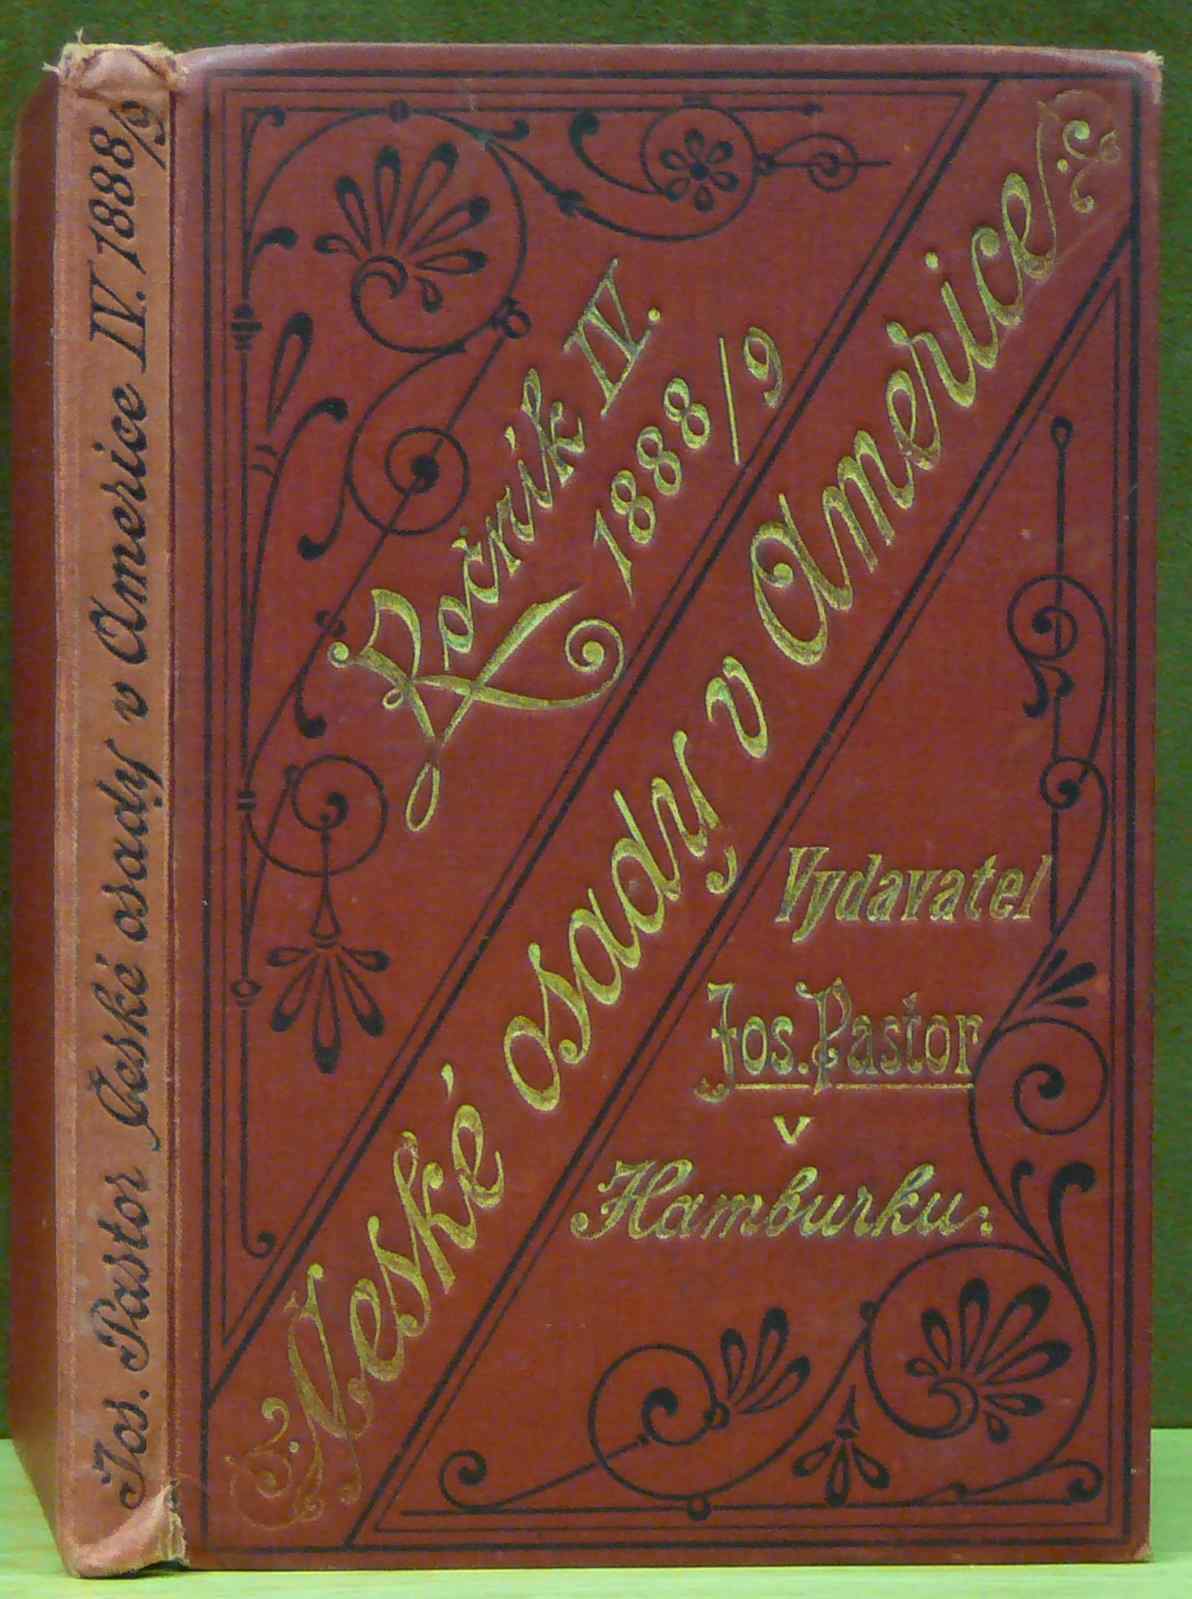 Jos. Pastor České osady v Americe IV. 1888/9
Ročník IV.
1888/9
České osady v Americe
Vydavatel
Jos. Pastor
v
Hamburku.